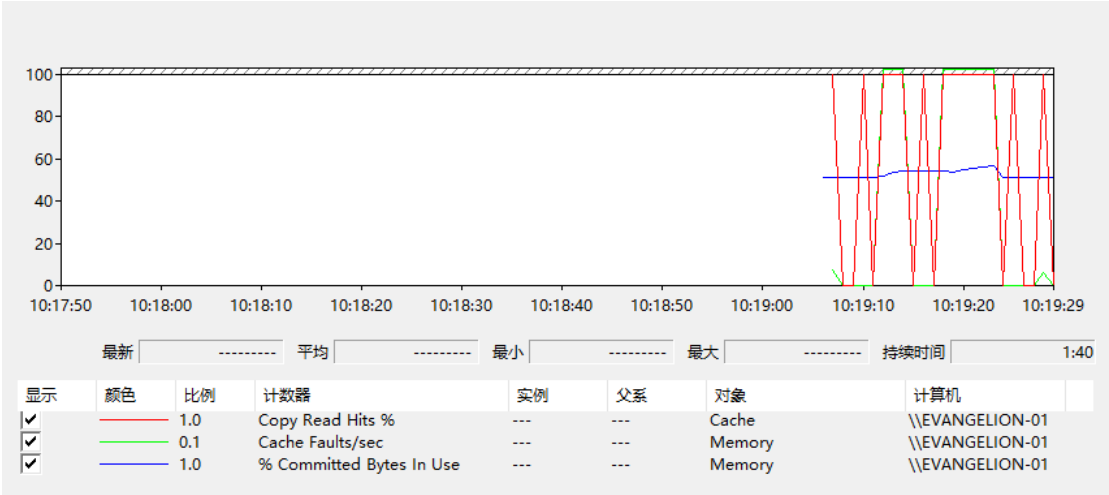 100
80
60
40
20
0
10:17:50 10:18:00 10:18:10 10:18:20 10:18:30 10:18:40 10:18:50 10:19:00 10:19:10 10:19:20 10:19:29
最新 --------- 平均 --------- 最小 --------- 最大 --------- 持续时间 1:40
显示 颜色 比例 计数器 实例 父系 对象 计算机
1.0 Copy Read Hits % --- --- Cache \\EVANGELION-01
0.1 Cache Faults/sec --- --- Memory \\EVANGELION-01
1.0 % Committed Bytes In Use --- --- Memory \\EVANGELION-01